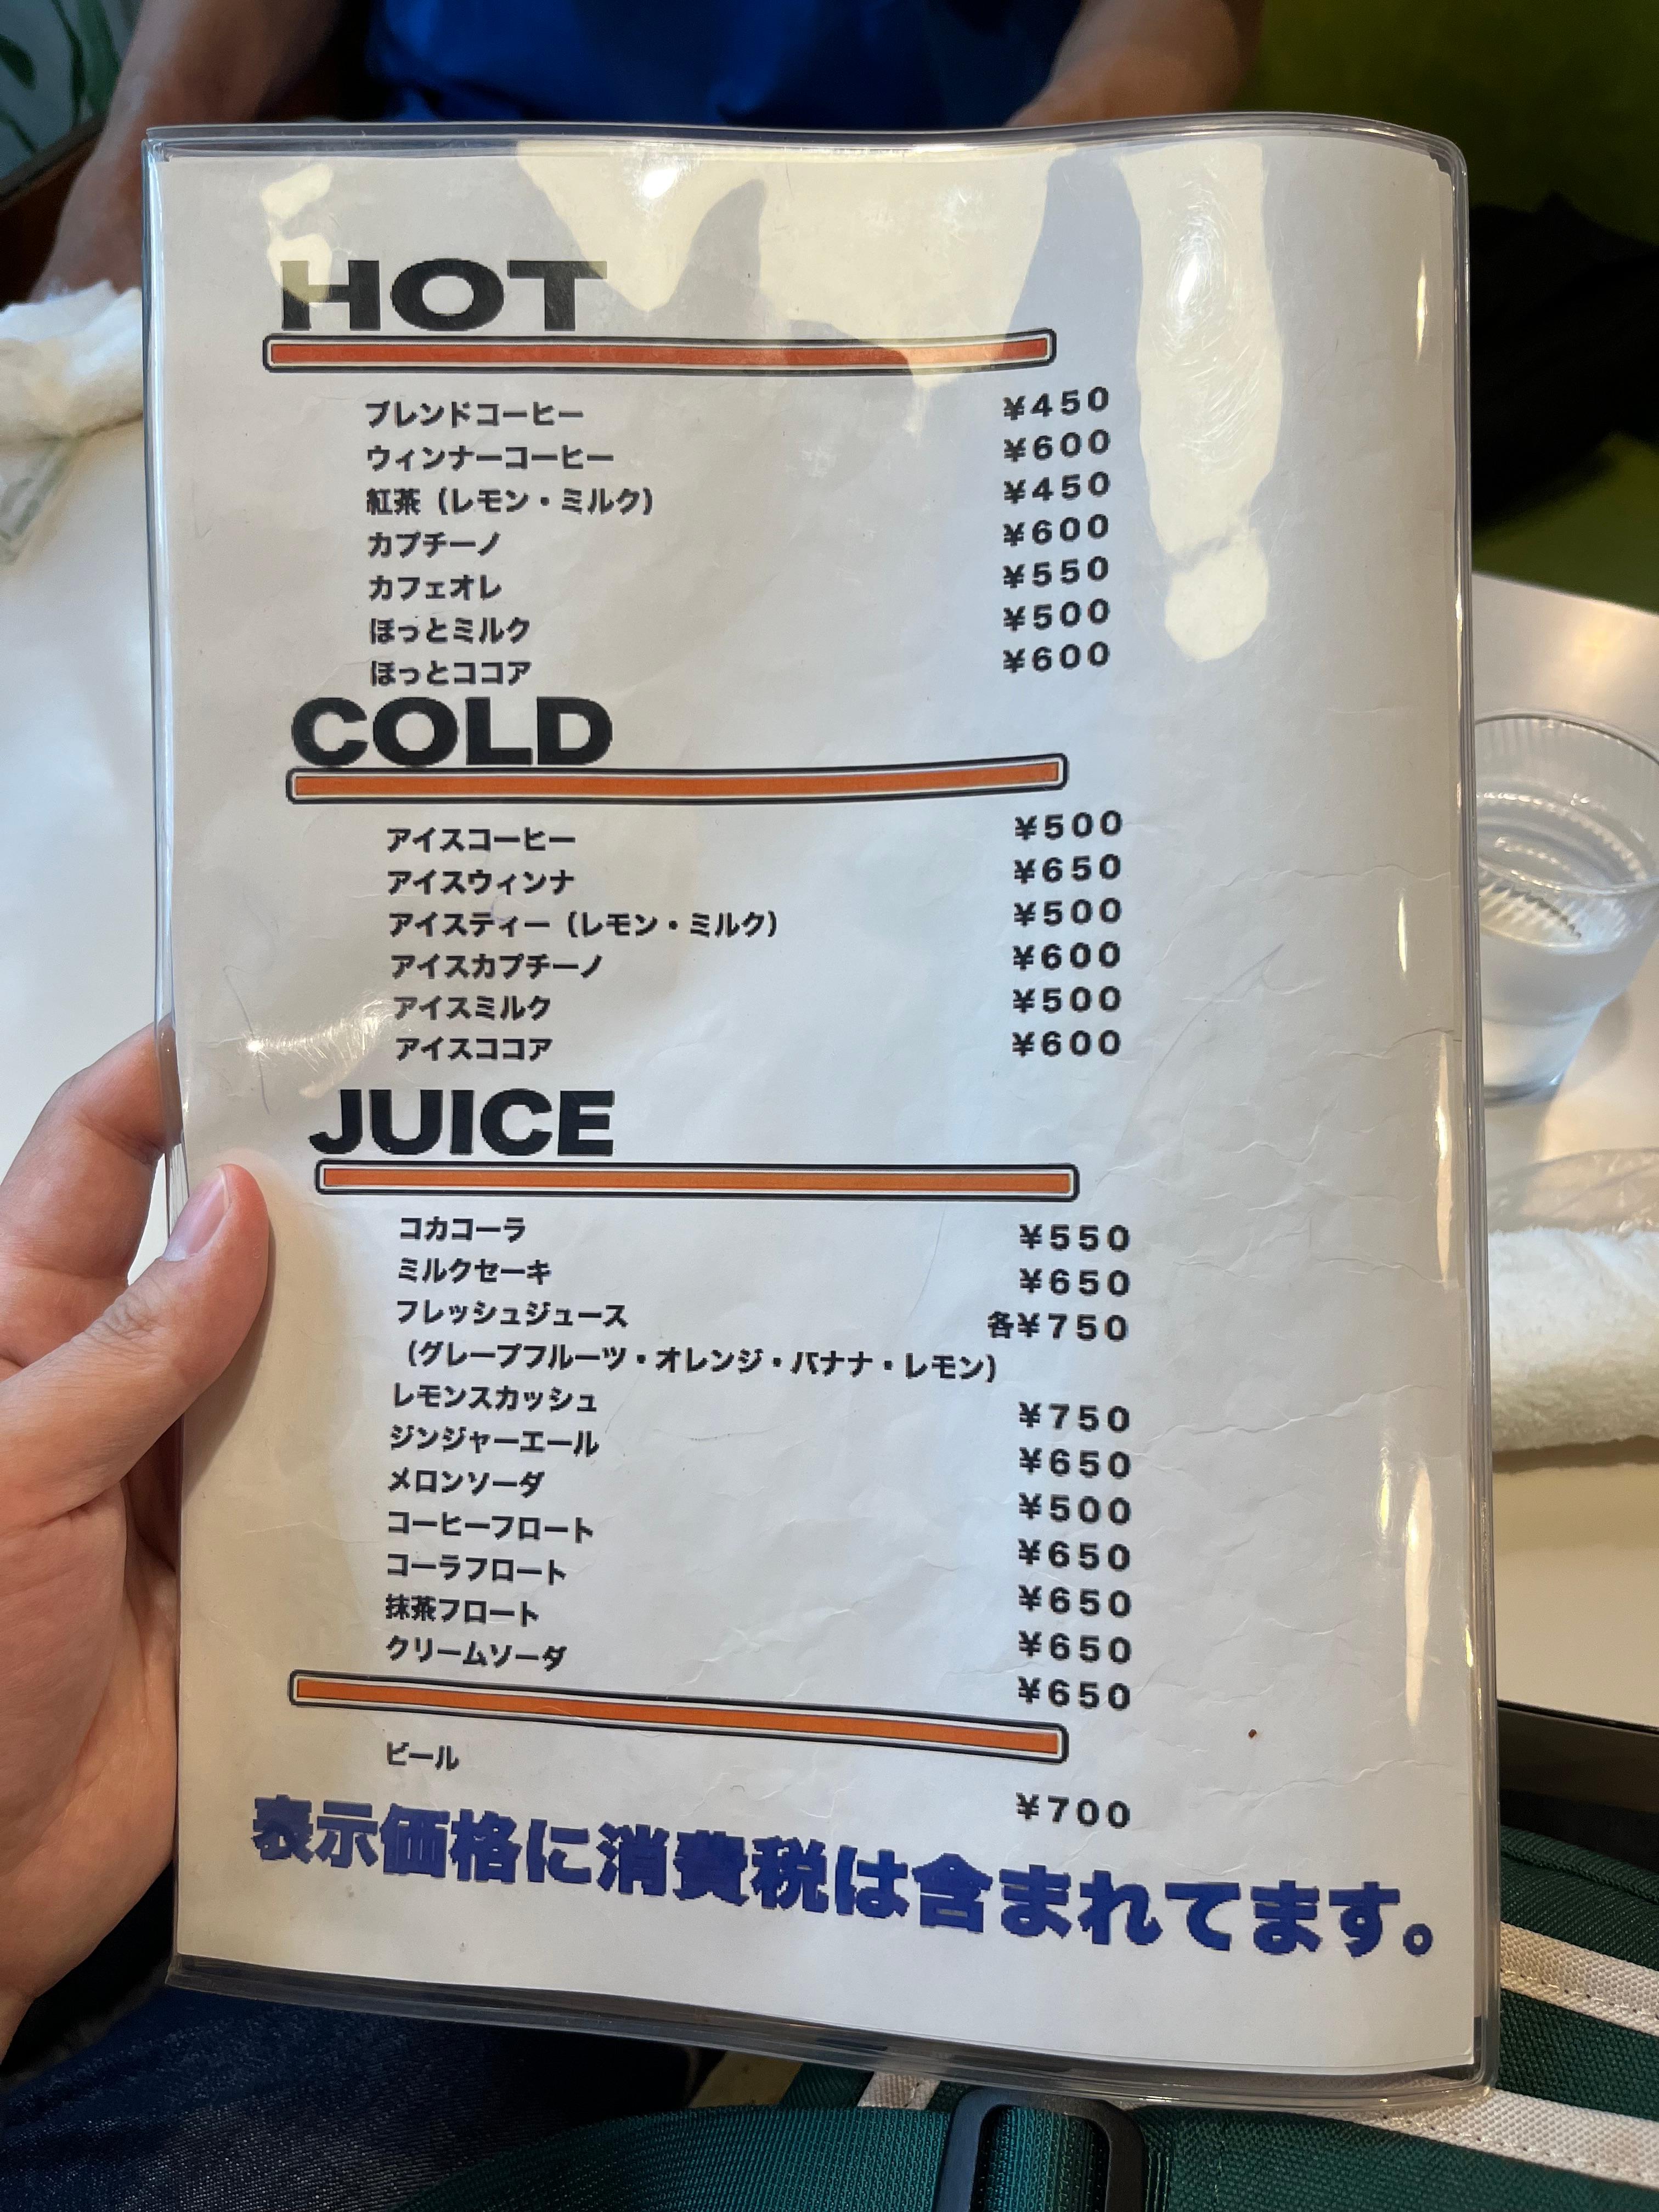 HOT
ブレンドコーヒー ¥450
ウィンナーコーヒー ¥600
紅茶（レモン・ミルク） ¥450
カプチーノ ¥600
カフェオレ ¥550
ほっとミルク ¥500
ほっとココア ¥600
COLD
アイスコーヒー ¥500
アイスウィンナ ¥650
アイスティー（レモン・ミルク） ¥500
アイスカプチーノ ¥600
アイスミルク ¥500
アイスココア ¥600
JUICE
コカコーラ ¥550
ミルクセーキ ¥650
フレッシュジュース 各¥750
（グレープフルーツ・オレンジ・バナナ・レモン）
レモンスカッシュ ¥750
ジンジャーエール ¥650
メロンソーダ ¥500
コーヒーフロート ¥650
コーラフロート ¥650
抹茶フロート ¥650
クリームソーダ ¥650
ビール ¥700
表示価格に消費税は含まれてます。